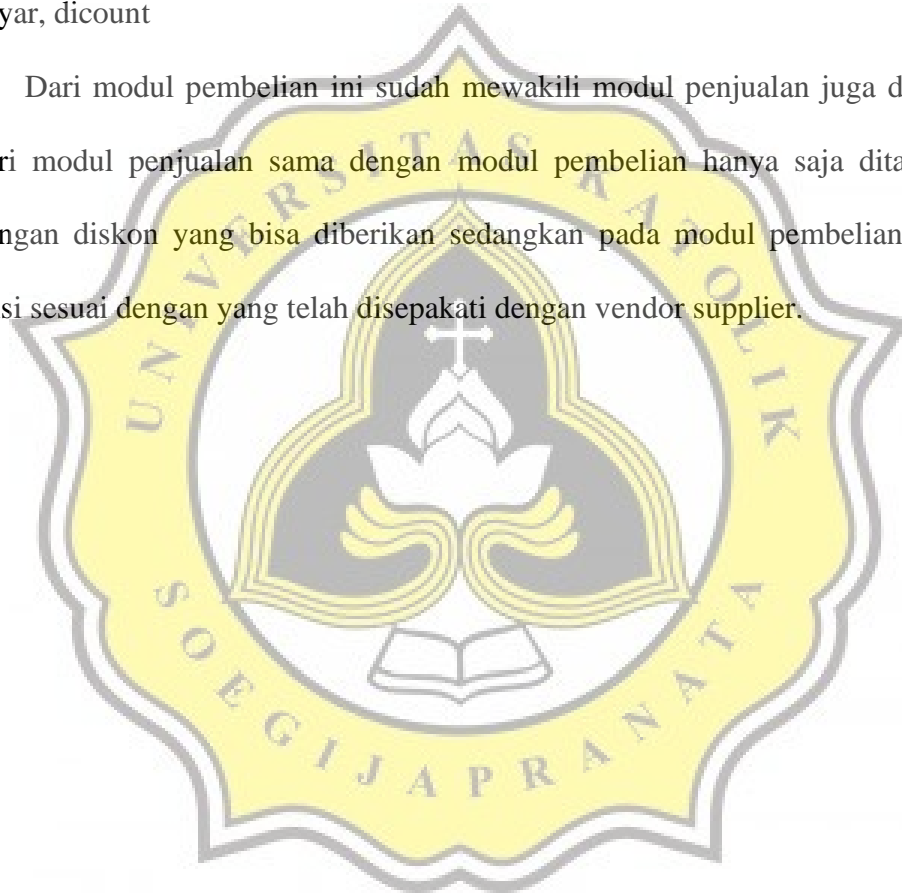 yar, dicount
Dari modul pembelian ini sudah mewakili modul penjualan juga d
ri modul penjualan sama dengan modul pembelian hanya saja dita
ngan diskon yang bisa diberikan sedangkan pada modul pembelian
si sesuai dengan yang telah disepakati dengan vendor supplier.
UNIVERSITAS KATOLIK
SOEGIJAPRANATA